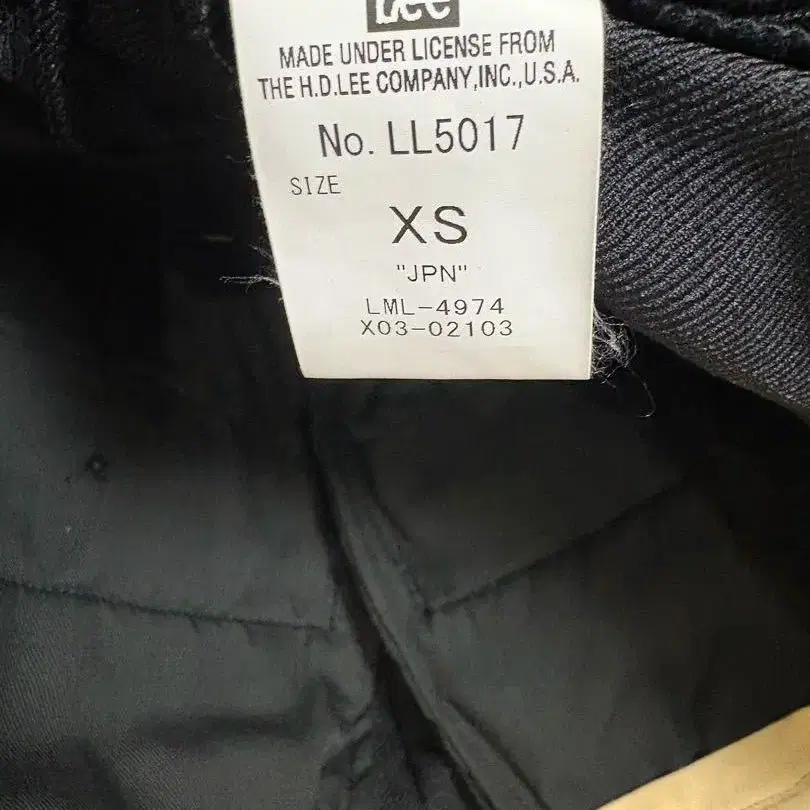 Lee
MADE UNDER LICENSE FROM
THE H.D.LEE COMPANY,INC.,U.S.A.
No. LL5017
SIZE
XS
"JPN"
LML-4974
X03-02103